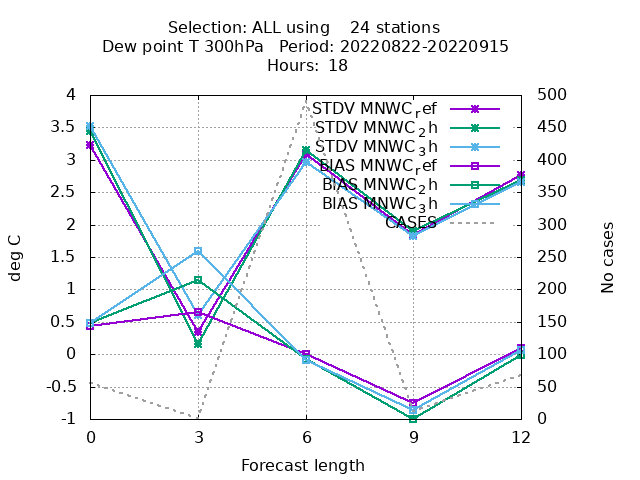 Selection: ALL using    24 stations
Dew point T 300hPa   Period: 20220822-20220915
Hours:  18
4
3.5
3
2.5
2
1.5
1
0.5
0
-0.5
-1
deg C
500
450
400
350
300
250
200
150
100
50
0
No cases
STDV MNWC_ref
STDV MNWC_2h
STDV MNWC_3h
BIAS MNWC_ref
BIAS MNWC_2h
BIAS MNWC_3h
CASES
0 3 6 9 12
Forecast length